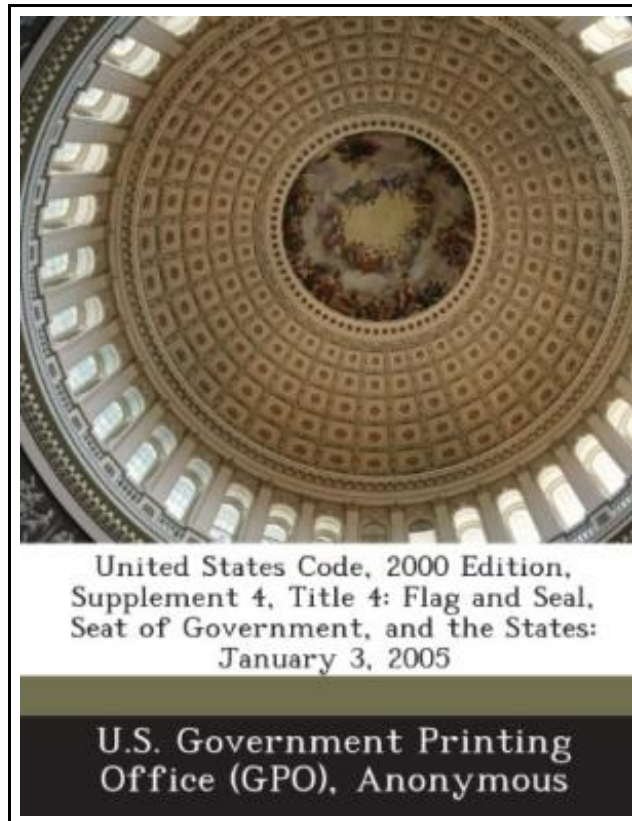 United States Code, 2000 Edition,
Supplement 4, Title 4: Flag and Seal,
Seat of Government, and the States:
January 3, 2005
U.S. Government Printing
Office (GPO), Anonymous